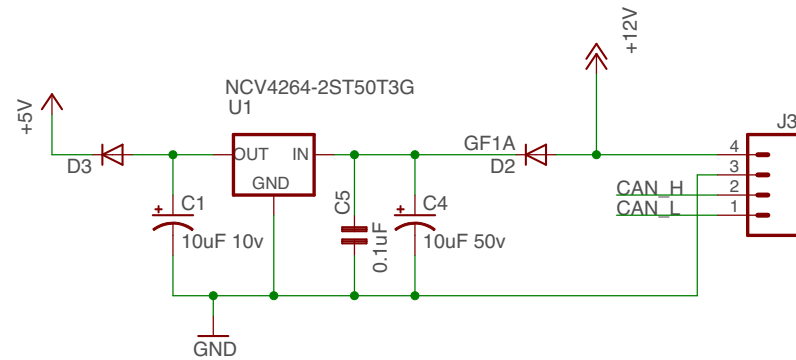 +12V
NCV4264-2ST50T3G
U1
+5V
J3
D3
OUT
IN
GND
GF1A
D2
4
3
2
1
CAN_H
CAN_L
C1
10uF 10v
C5
0.1uF
C4
10uF 50v
GND